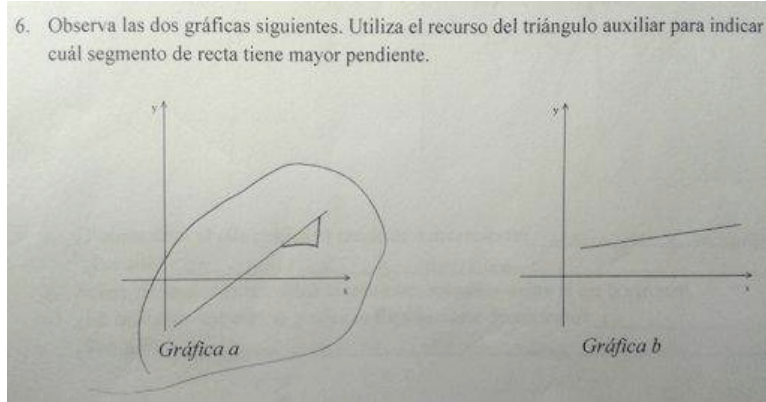 6. Observa las dos gráficas siguientes. Utiliza el recurso del triángulo auxiliar para indicar
cuál segmento de recta tiene mayor pendiente.
y
y
x
x
Gráfica a
Gráfica b